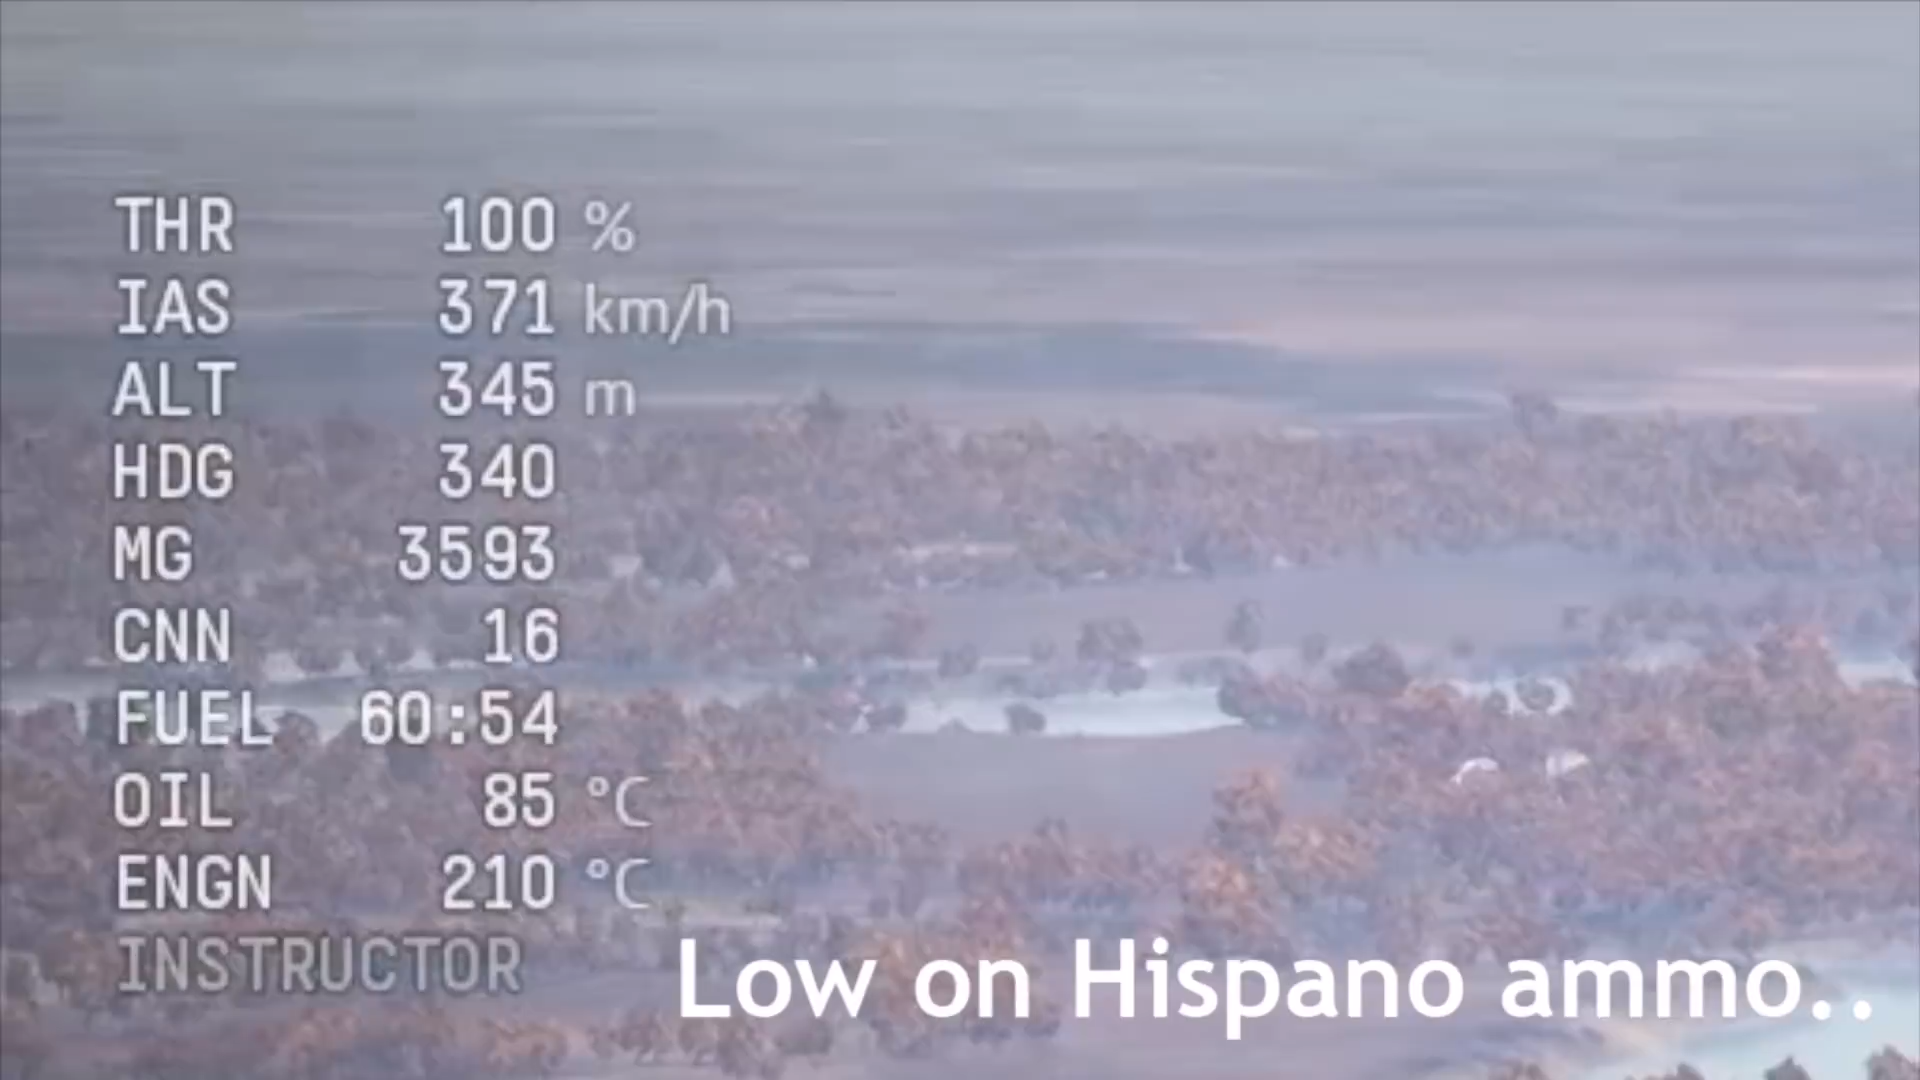 THR 100 %
IAS 371 km/h
ALT 345 m
HDG 340
MG 3593
CNN 16
FUEL 60:54
OIL 85 °C
ENGN 210 °C
INSTRUCTOR
Low on Hispano ammo..